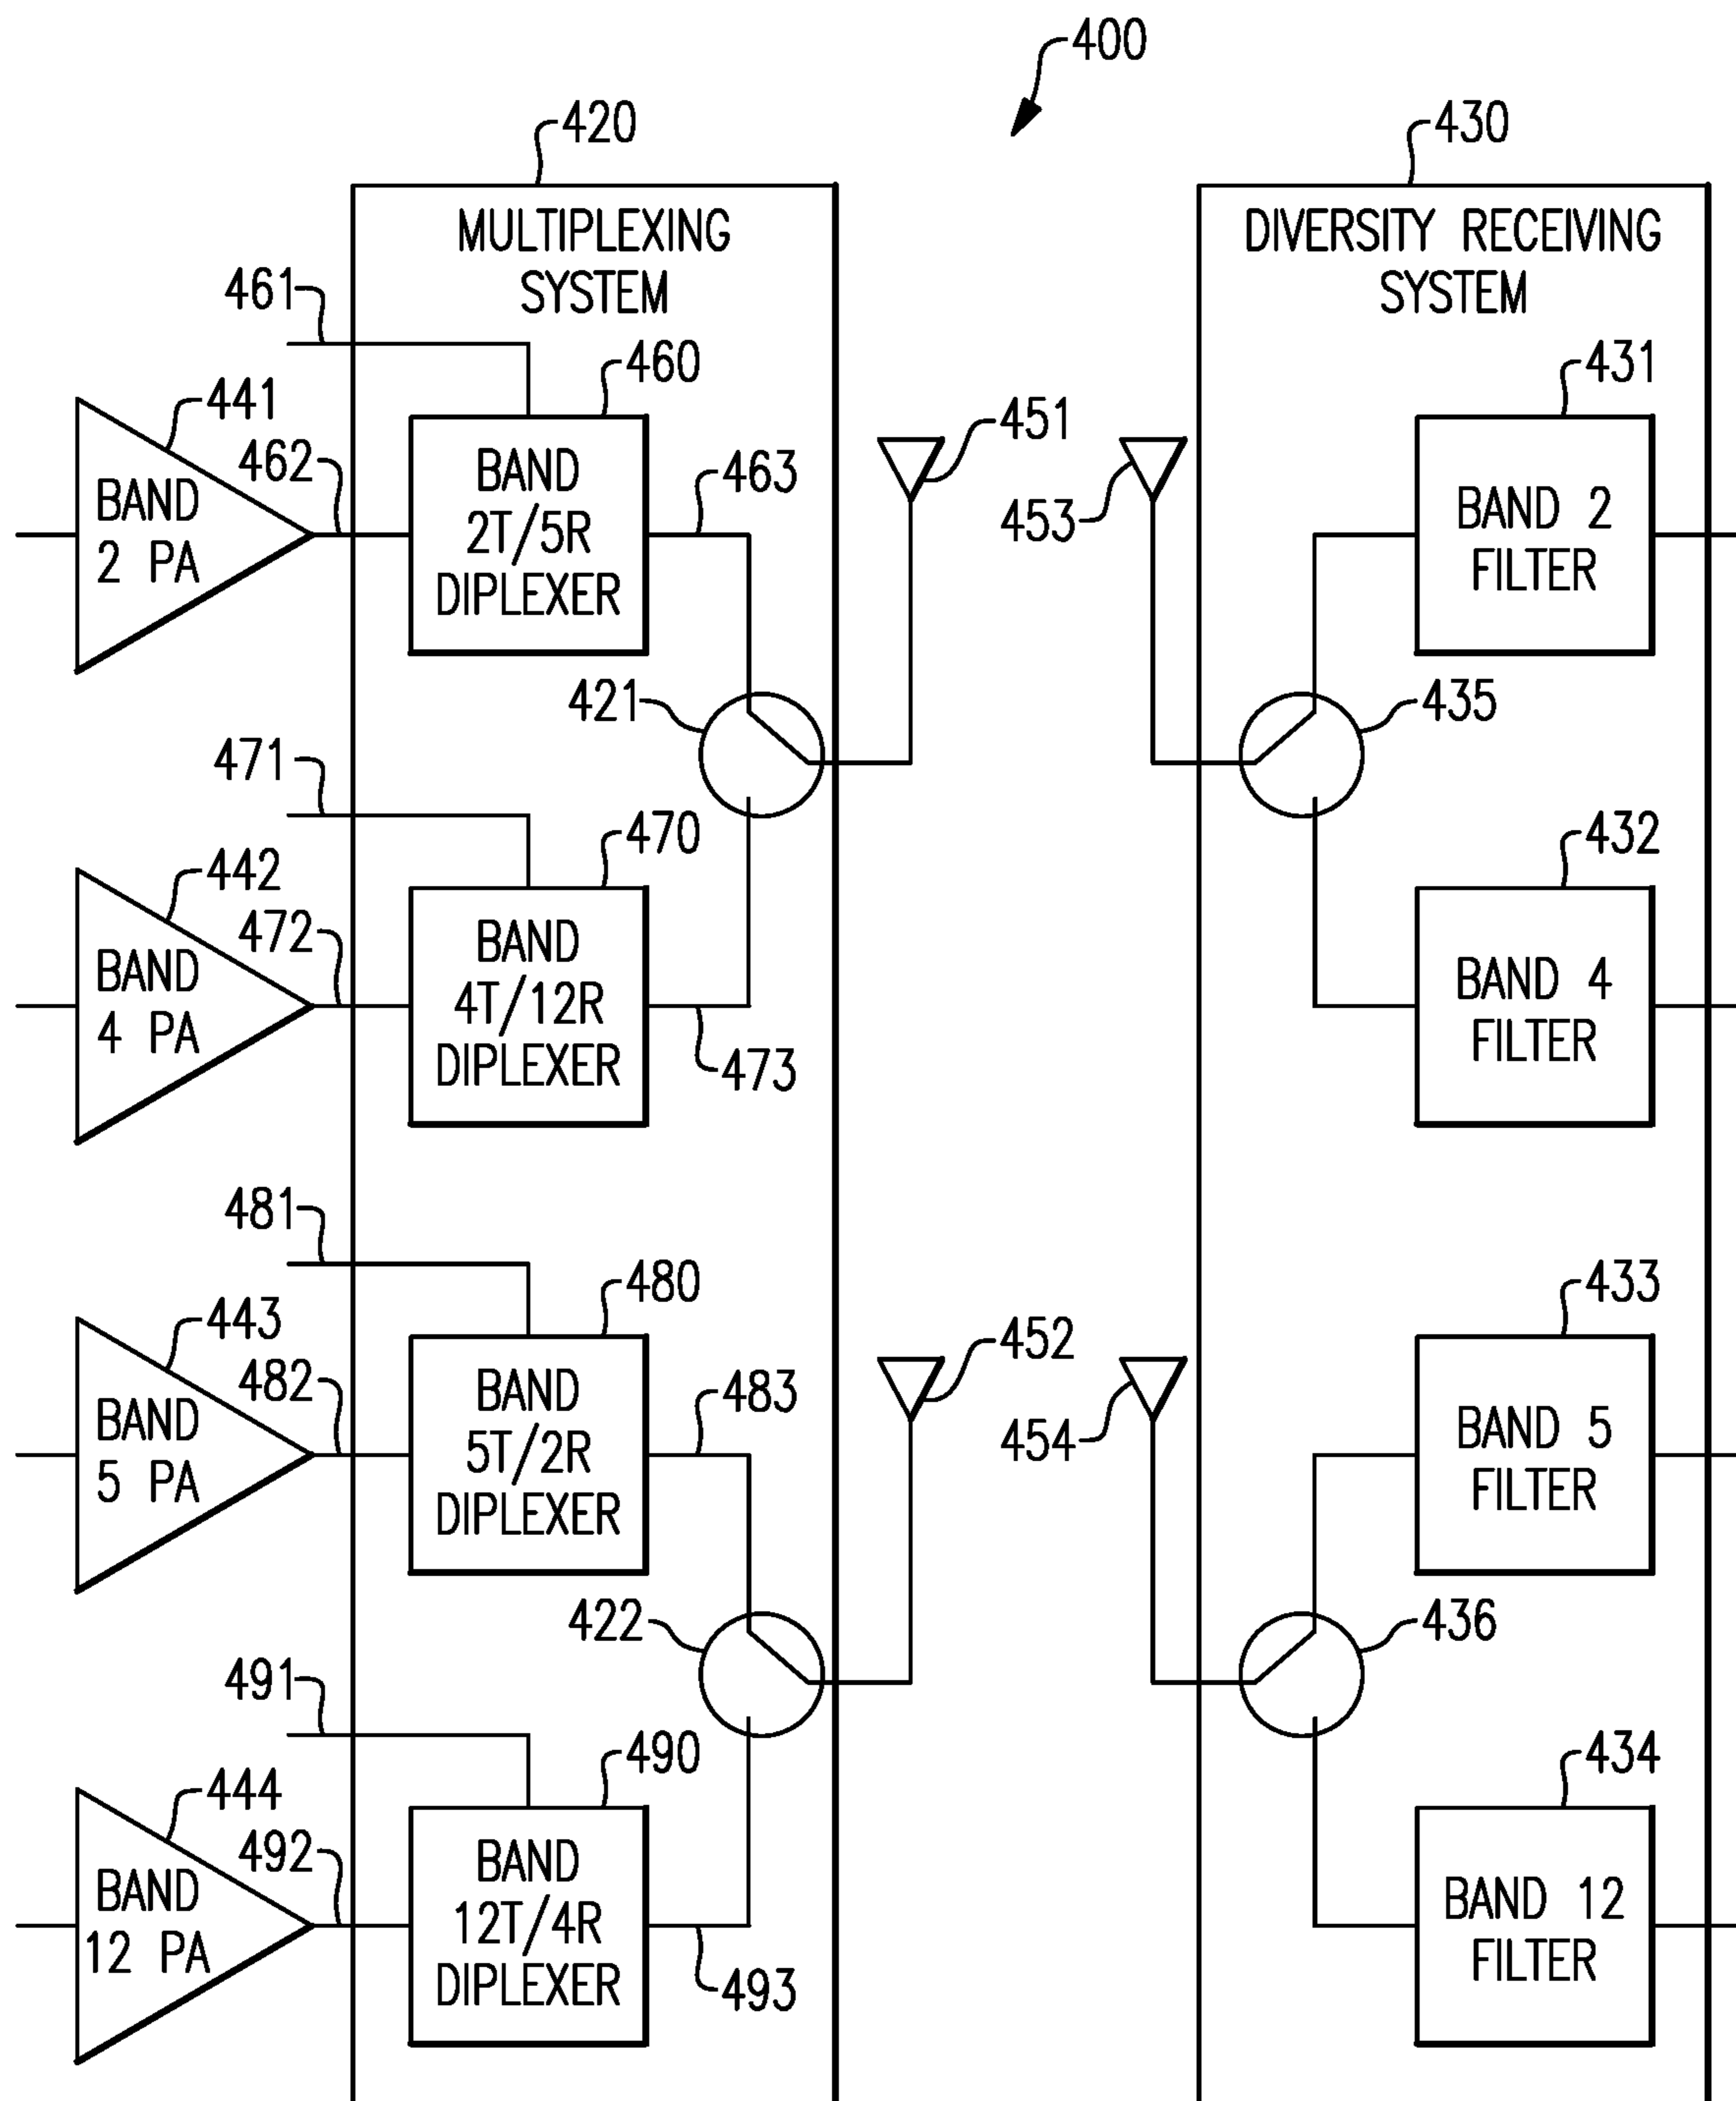 400
420
430
MULTIPLEXING
SYSTEM
DIVERSITY RECEIVING
SYSTEM
461
460
431
441
462
463
451
453
BAND
2 PA
BAND
2T/5R
DIPLEXER
BAND 2
FILTER
421
435
471
470
432
442
472
BAND
4 PA
BAND
4T/12R
DIPLEXER
473
BAND 4
FILTER
481
480
433
443
482
483
452
454
BAND
5 PA
BAND
5T/2R
DIPLEXER
BAND 5
FILTER
422
436
491
490
434
444
492
BAND
12 PA
BAND
12T/4R
DIPLEXER
493
BAND 12
FILTER